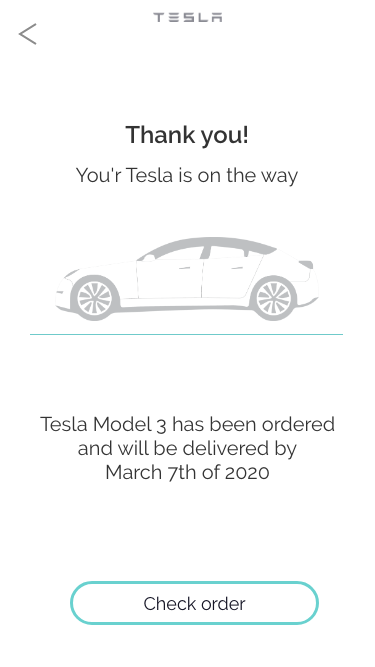 TESLA
Thank you!
You'r Tesla is on the way
Tesla Model 3 has been ordered
and will be delivered by
March 7th of 2020
Check order